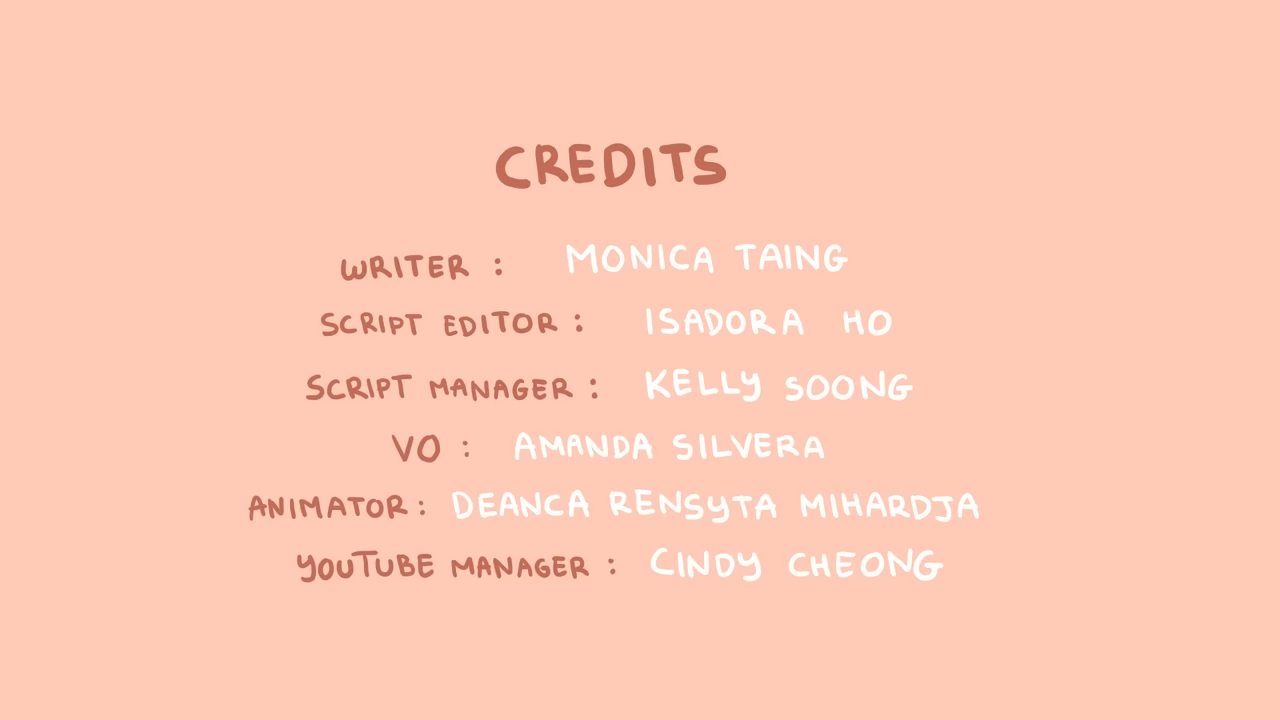 CREDITS
WRITER : MONICA TAING
SCRIPT EDITOR : ISADORA HO
SCRIPT MANAGER : KELLY SOONG
VO : AMANDA SILVERA
ANIMATOR : DEANCA RENSYTA MIHARDJA
YOUTUBE MANAGER : CINDY CHEONG